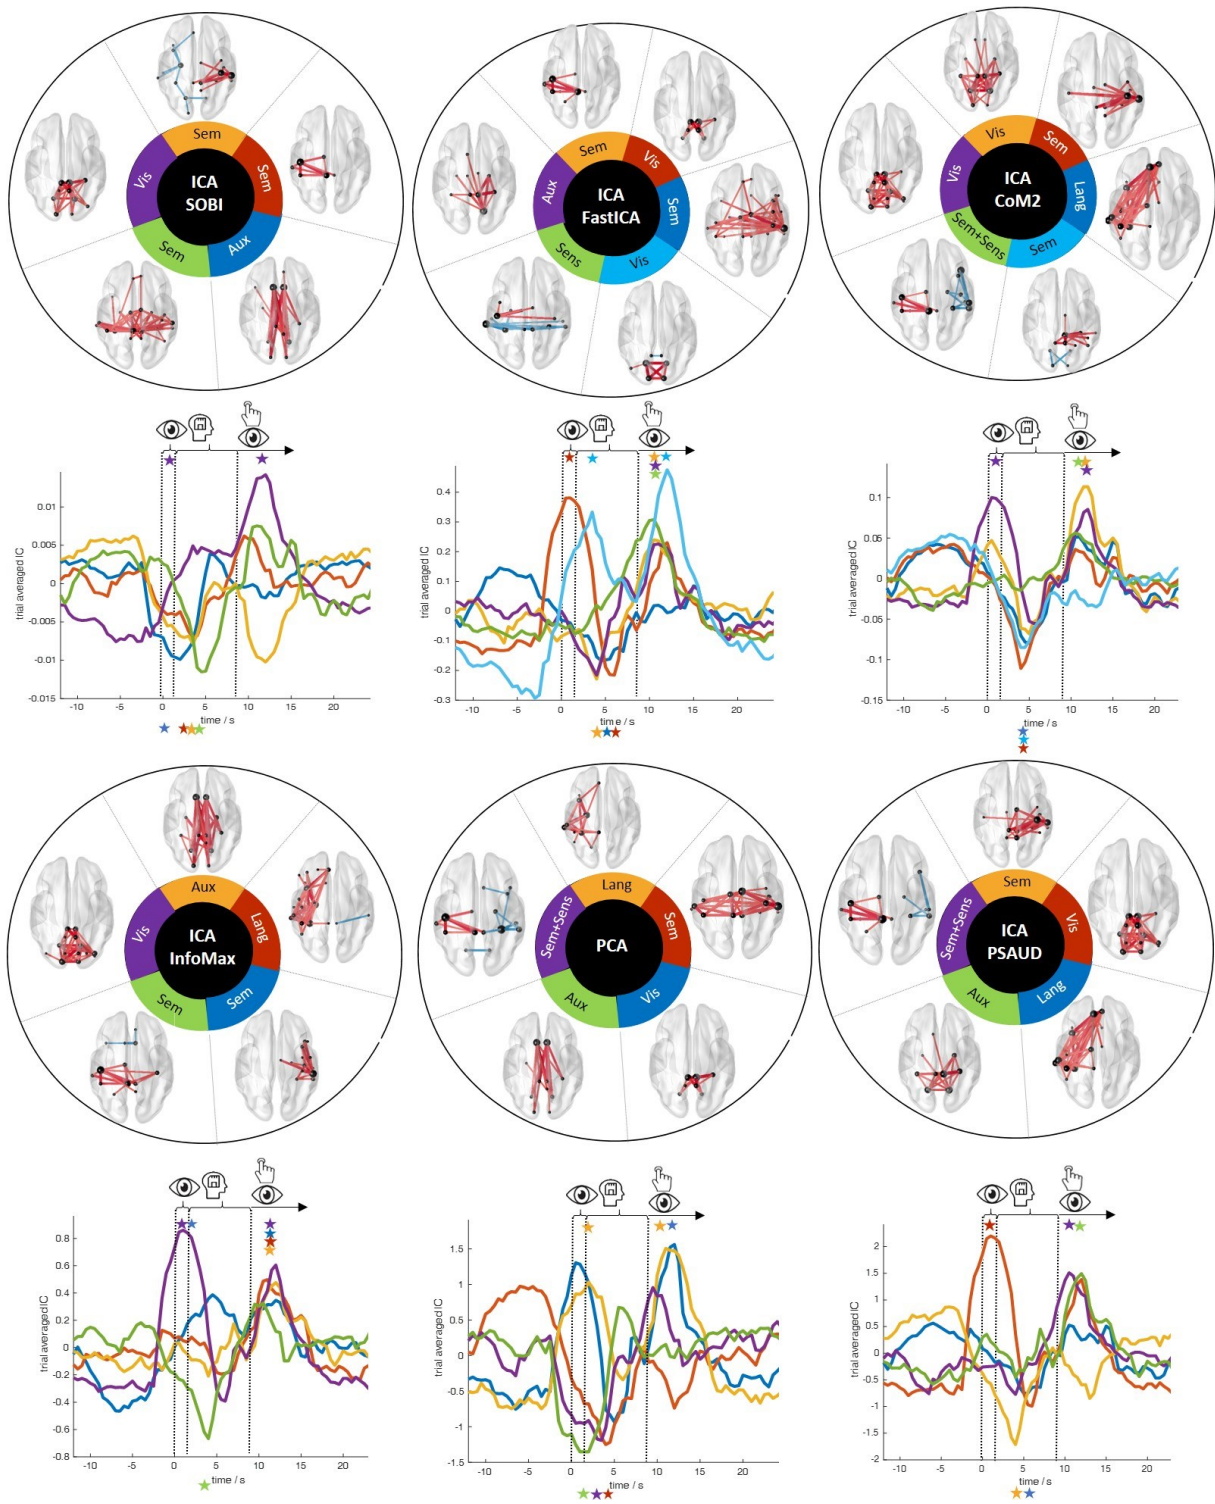 Sem
Sem
Aux
Sem
Vis
ICA
SOBI
Sem
Vis
Sem
Vis
Sens
Aux
ICA
FastICA
Vis
Sem
Lang
Sem
Sem+Sens
Vis
ICA
CoM2
trial averaged IC
0.01
0.005
0
-0.005
-0.01
-0.015
-10
-5
0
5
10
15
20
time / s
trial averaged IC
0.4
0.3
0.2
0.1
0
-0.1
-0.2
-0.3
-10
-5
0
5
10
15
20
time / s
trial averaged IC
0.1
0.05
0
-0.05
-0.1
-0.15
-10
-5
0
5
10
15
20
time / s
Aux
Lang
Sem
Sem
Vis
ICA
InfoMax
Lang
Sem
Vis
Aux
Sem+Sens
PCA
Sem
Vis
Lang
Aux
Sem+Sens
ICA
PSAUD
trial averaged IC
0.8
0.6
0.4
0.2
0
-0.2
-0.4
-0.6
-0.8
-10
-5
0
5
10
15
20
time / s
trial averaged IC
1.5
1
0.5
0
-0.5
-1
-1.5
-10
-5
0
5
10
15
20
time / s
trial averaged IC
2
1.5
1
0.5
0
-0.5
-1
-1.5
-2
-10
-5
0
5
10
15
20
time / s